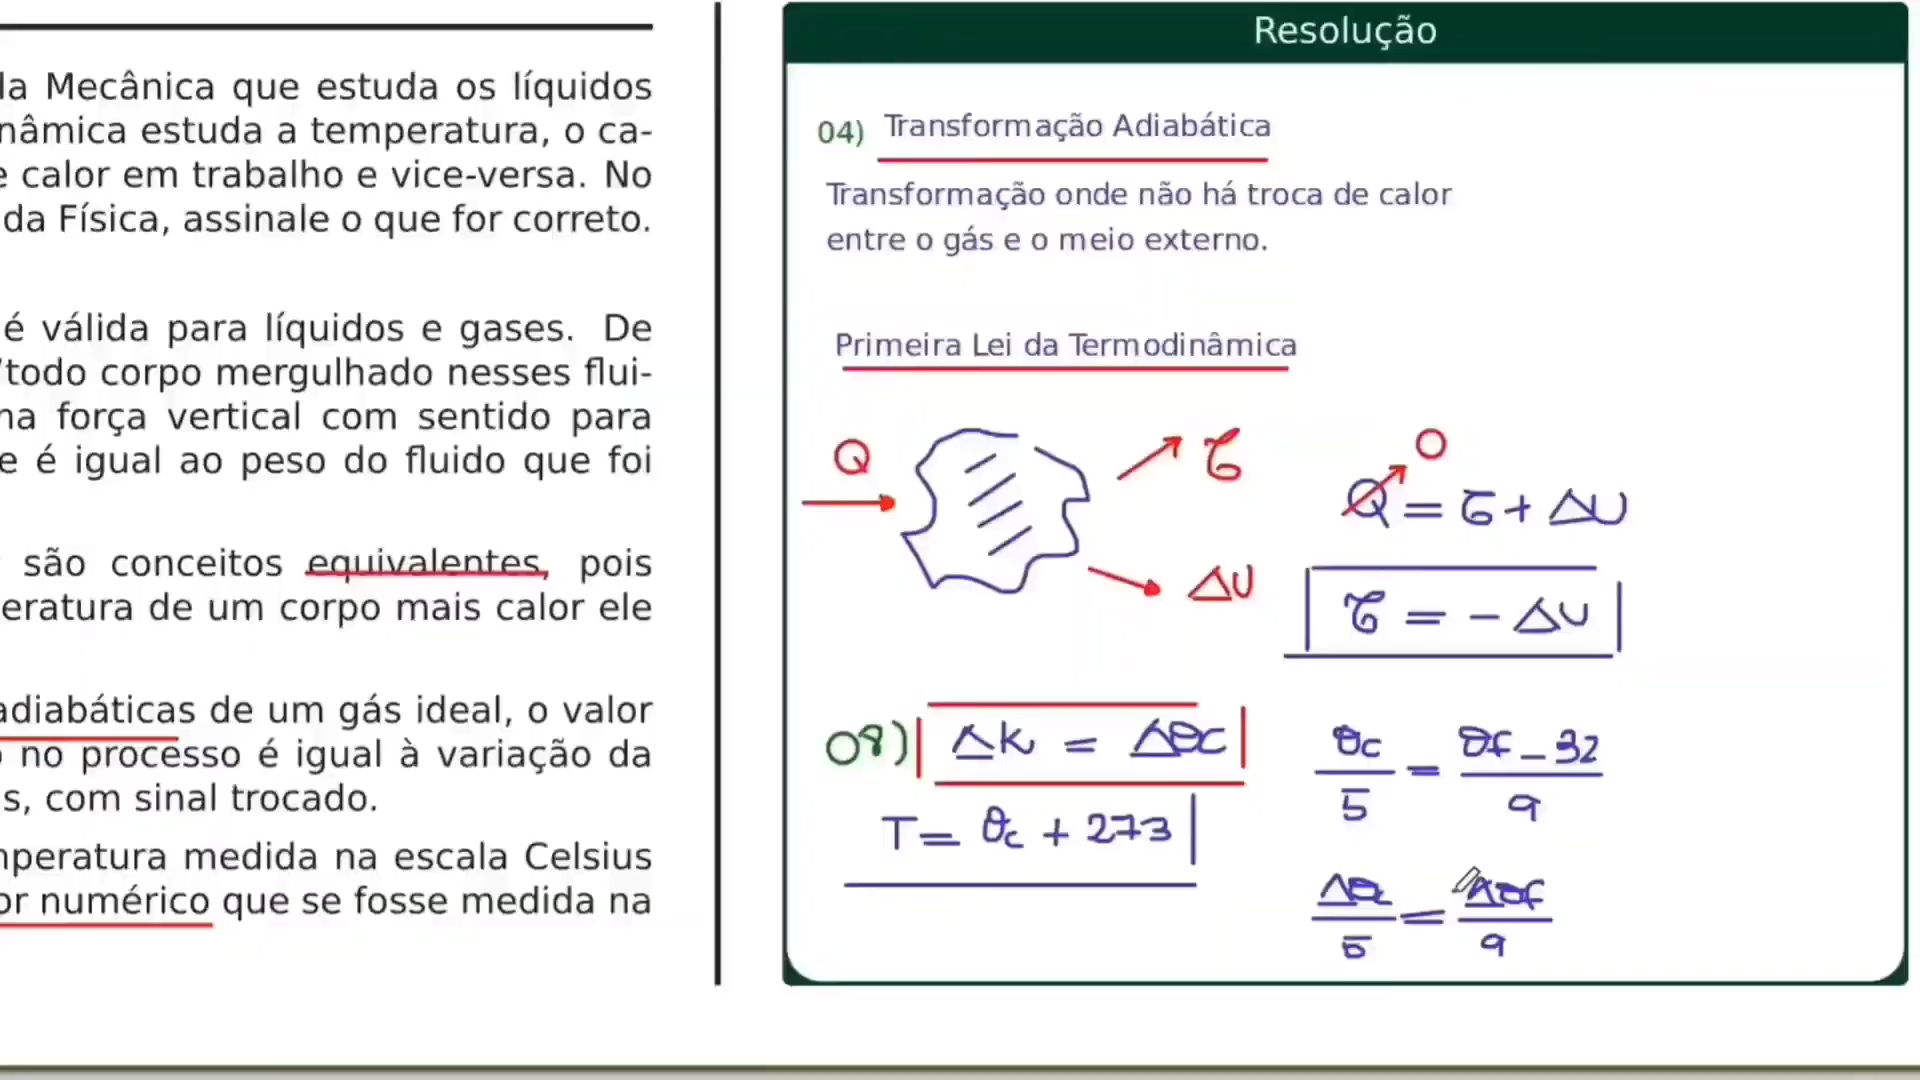 la Mecânica que estuda os líquidos
nâmica estuda a temperatura, o ca-
e calor em trabalho e vice-versa. No
da Física, assinale o que for correto.
é válida para líquidos e gases. De
todo corpo mergulhado nesses flui-
na força vertical com sentido para
e é igual ao peso do fluido que foi
são conceitos equivalentes, pois
eratura de um corpo mais calor ele
adiabáticas de um gás ideal, o valor
o no processo é igual à variação da
s, com sinal trocado.
mperatura medida na escala Celsius
or numérico que se fosse medida na
Resolução
04) Transformação Adiabática
Transformação onde não há troca de calor
entre o gás e o meio externo.
Primeira Lei da Termodinâmica
Q
τ
ΔU
0
Q = τ + ΔU
τ = - ΔU
08) ΔK = Δθc
T = θc + 273
θc/5 = θf - 32/9
Δθc/5 = Δθf/9